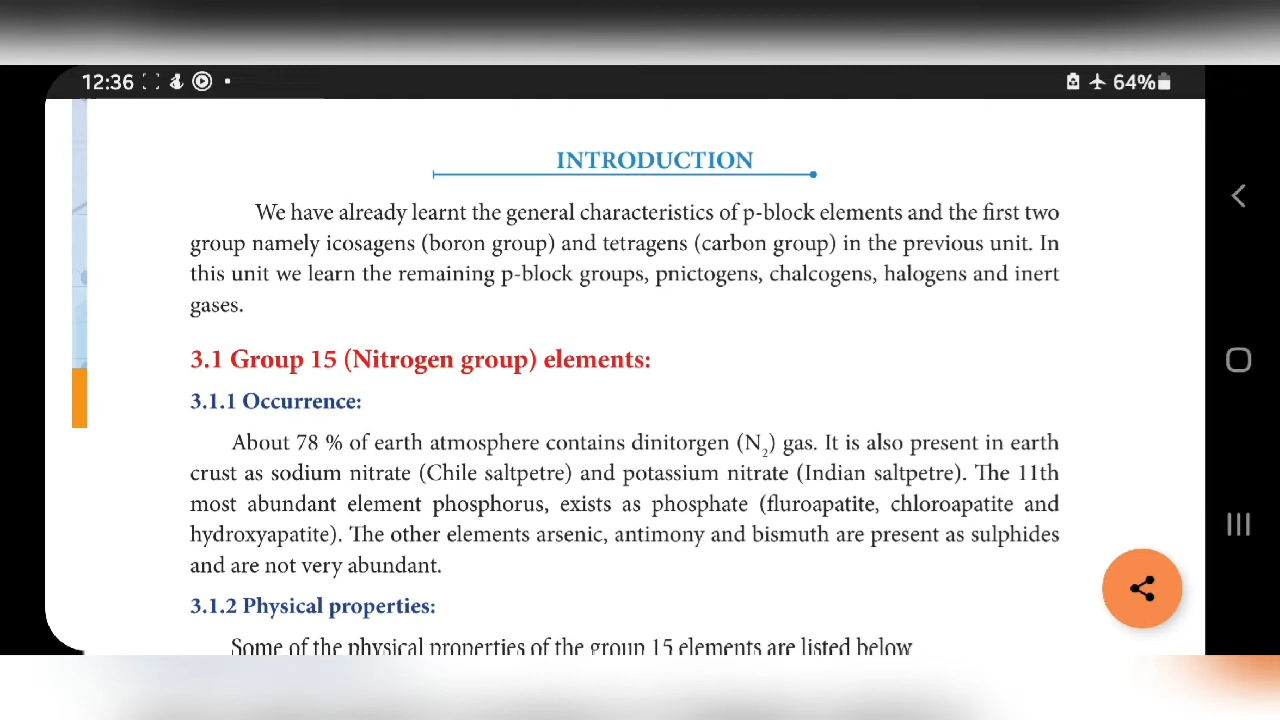 12:36
64%
INTRODUCTION
We have already learnt the general characteristics of p-block elements and the first two
group namely icosagens (boron group) and tetragens (carbon group) in the previous unit. In
this unit we learn the remaining p-block groups, pnictogens, chalcogens, halogens and inert
gases.
3.1 Group 15 (Nitrogen group) elements:
3.1.1 Occurrence:
About 78 % of earth atmosphere contains dinitorgen (N₂) gas. It is also present in earth
crust as sodium nitrate (Chile saltpetre) and potassium nitrate (Indian saltpetre). The 11th
most abundant element phosphorus, exists as phosphate (fluroapatite, chloroapatite and
hydroxyapatite). The other elements arsenic, antimony and bismuth are present as sulphides
and are not very abundant.
3.1.2 Physical properties:
Some of the physical properties of the group 15 elements are listed below